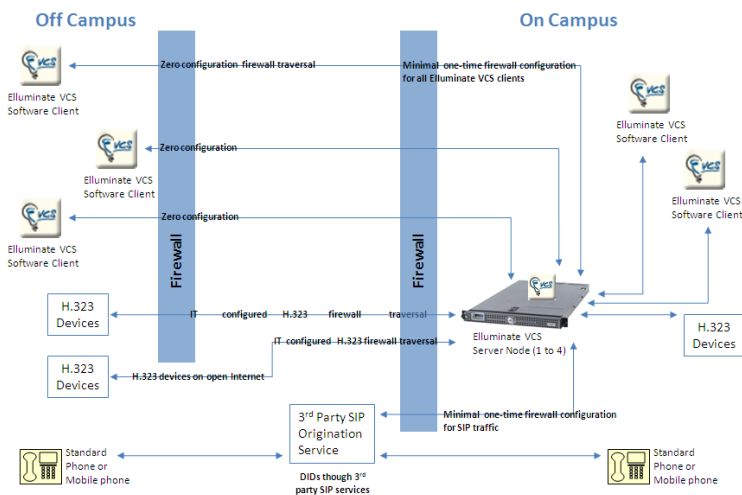 Off Campus
On Campus
Zero configuration firewall traversal
Minimal one-time firewall configuration
for all Elluminate VCS clients
VCS
Elluminate VCS
Software Client
VCS
Elluminate VCS
Software Client
VCS
Elluminate VCS
Software Client
Zero configuration
VCS
Elluminate VCS
Software Client
VCS
Elluminate VCS
Software Client
Zero configuration
Firewall
Firewall
VCS
H.323
Devices
IT configured H.323 firewall traversal
Elluminate VCS
Server Node (1 to 4)
H.323
Devices
IT configured H.323 firewall traversal
H.323
Devices
H.323 devices on open Internet
3rd Party SIP
Origination
Service
Minimal one-time firewall configuration
for SIP traffic
Standard
Phone or
Mobile phone
DIDs though 3rd
party SIP services
Standard
Phone or
Mobile phone